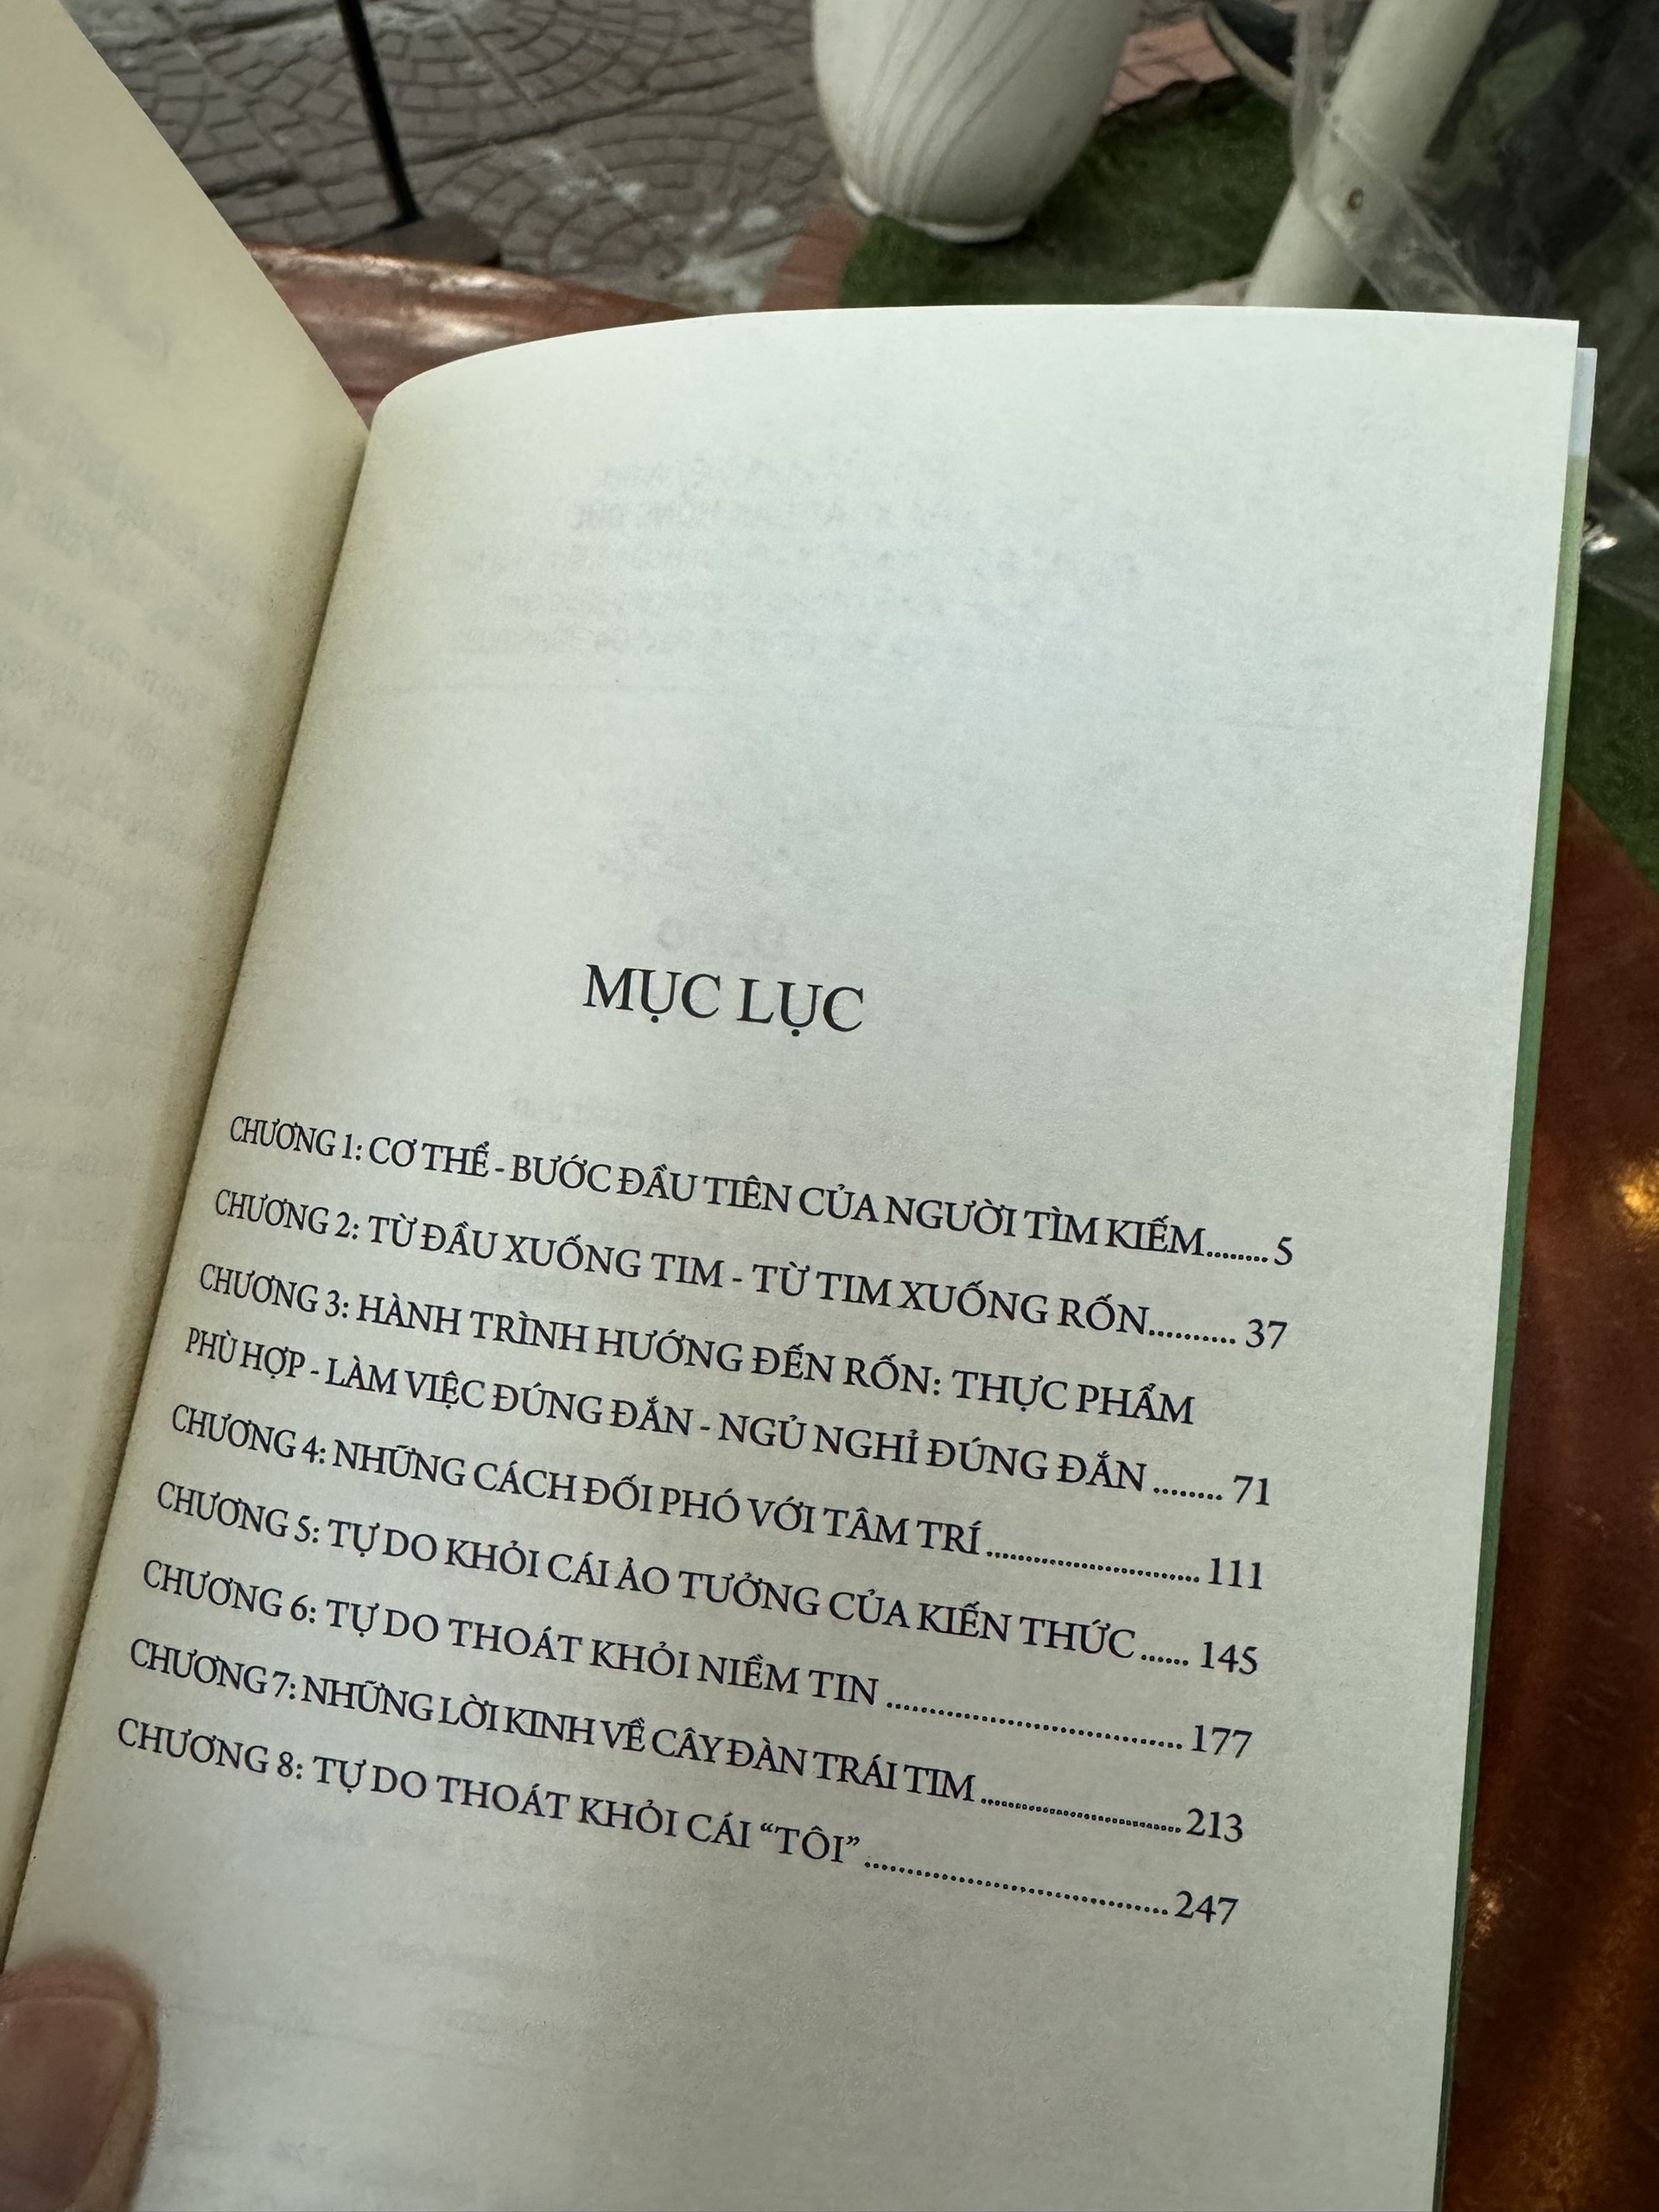 MỤC LỤC
CHƯƠNG 1: CƠ THỂ - BƯỚC ĐẦU TIÊN CỦA NGƯỜI TÌM KIẾM........ 5
CHƯƠNG 2: TỪ ĐẦU XUỐNG TIM - TỪ TIM XUỐNG RỐN.......... 37
CHƯƠNG 3: HÀNH TRÌNH HƯỚNG ĐẾN RỐN: THỰC PHẨM
PHÙ HỢP - LÀM VIỆC ĐÚNG ĐẮN - NGỦ NGHỈ ĐÚNG ĐẮN ........ 71
CHƯƠNG 4: NHỮNG CÁCH ĐỐI PHÓ VỚI TÂM TRÍ ............................ 111
CHƯƠNG 5: TỰ DO KHỎI CÁI ẢO TƯỞNG CỦA KIẾN THỨC ...... 145
CHƯƠNG 6: TỰ DO THOÁT KHỎI NIỀM TIN ...................................... 177
CHƯƠNG 7: NHỮNG LỜI KINH VỀ CÂY ĐÀN TRÁI TIM ............................ 213
CHƯƠNG 8: TỰ DO THOÁT KHỎI CÁI “TÔI” ...................................... 247